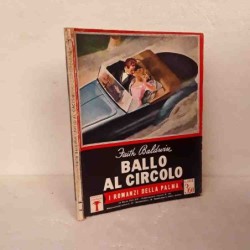 Faith Baldwin
BALLO
AL CIRCOLO
I ROMANZI DELLA PALMA